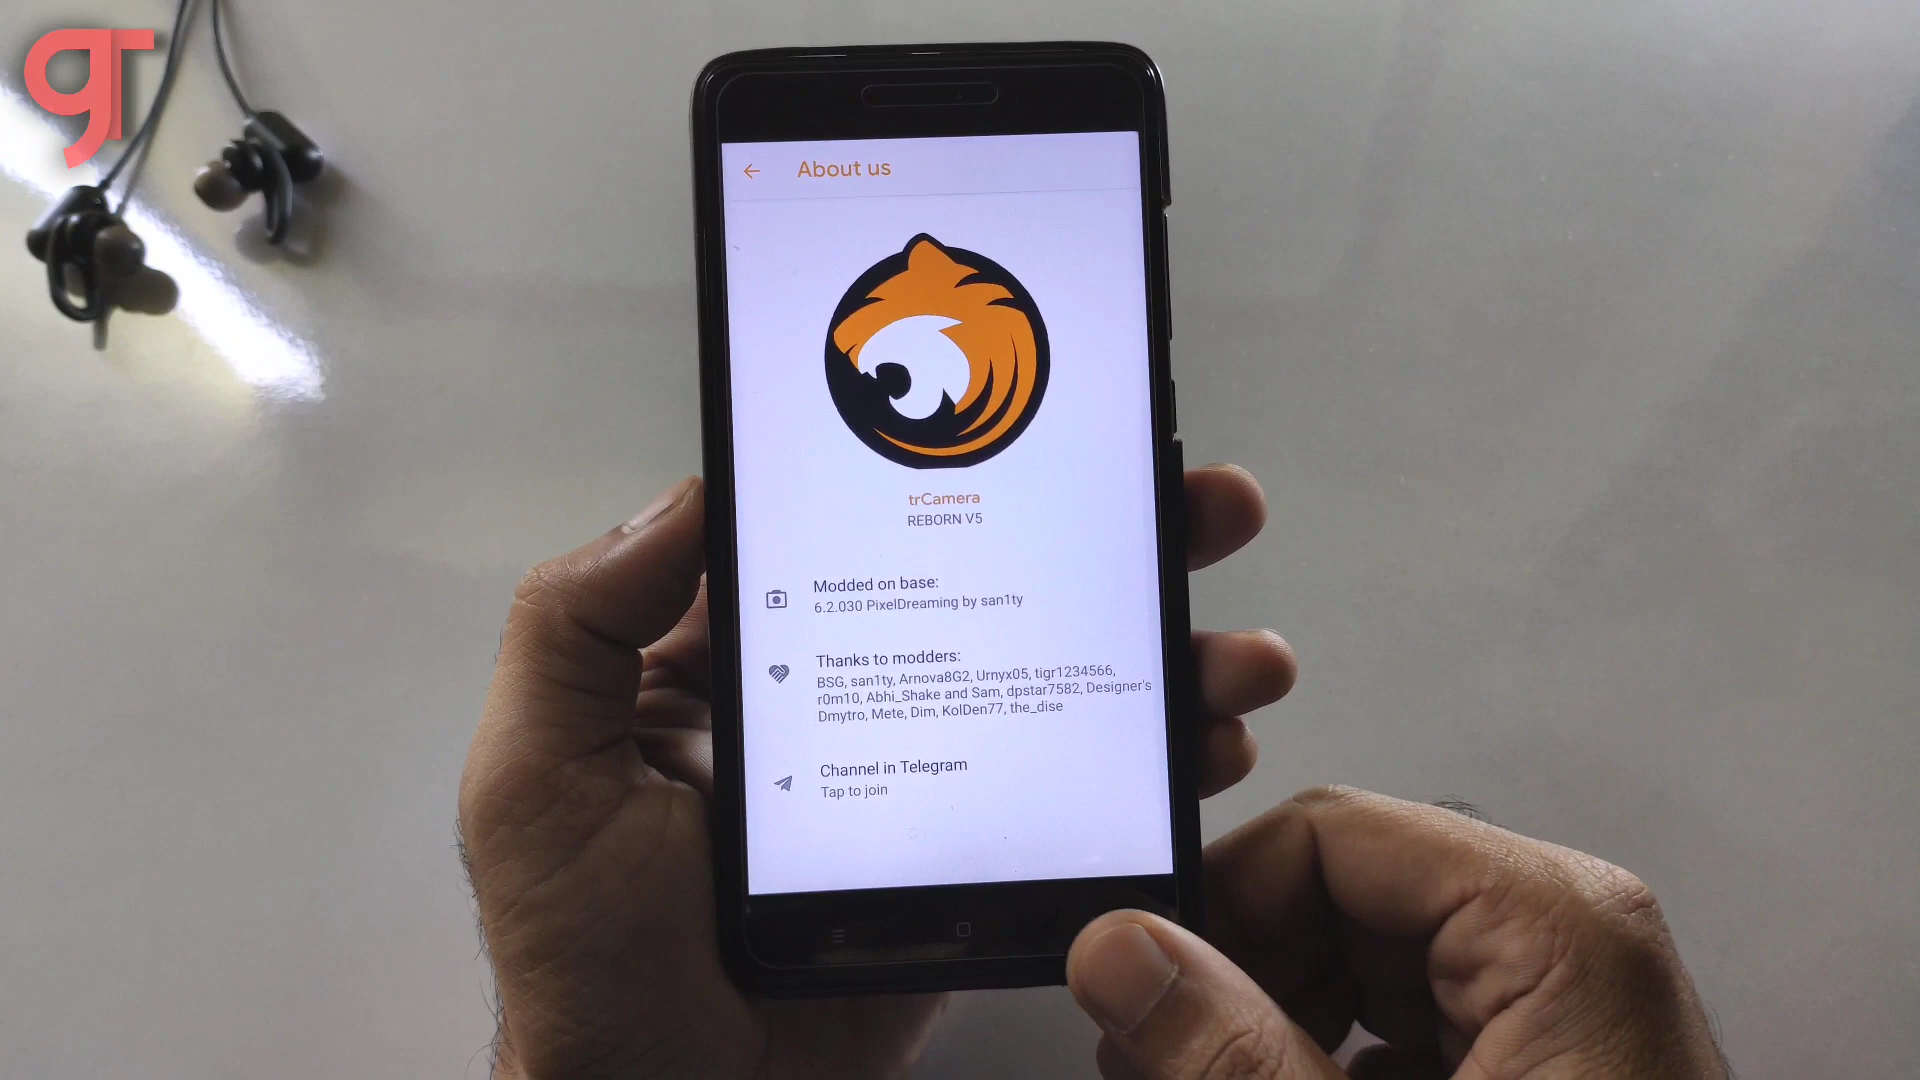 gT
About us
trCamera
REBORN V5
Modded on base:
6.2.030 PixelDreaming by san1ty
Thanks to modders:
BSG, san1ty, Arnova8G2, Urnyx05, tigr1234566,
r0m10, Abhi_Shake and Sam, dpstar7582, Designer's
Dmytro, Mete, Dim, KolDen77, the_dise
Channel in Telegram
Tap to join